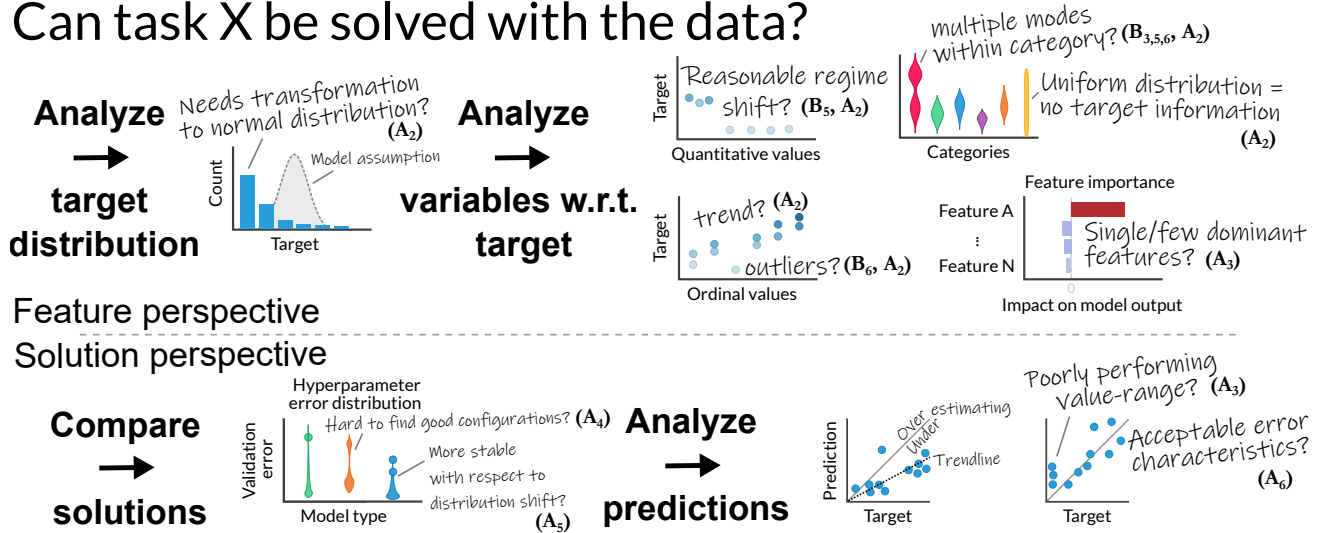 Can task X be solved with the data?
Analyze
target
distribution
Needs transformation
to normal distribution?
(A2)
Model assumption
Count
Target
Analyze
variables w.r.t.
target
Target
Reasonable regime
shift? (B5, A2)
Quantitative values
multiple modes
within category? (B3,5,6, A2)
Uniform distribution =
no target information
(A2)
Categories
Target
trend? (A2)
outliers? (B6, A2)
Ordinal values
Feature importance
Feature A
⋮
Feature N
Single/few dominant
features? (A3)
0
Impact on model output
Feature perspective
Solution perspective
Compare
solutions
Hyperparameter
error distribution
Validation
error
Hard to find good configurations? (A4)
More stable
with respect to
distribution shift?
(A5)
Model type
Analyze
predictions
Prediction
Over estimating
Under
Trendline
Target
Poorly performing
value-range? (A3)
Acceptable error
characteristics?
(A6)
Target